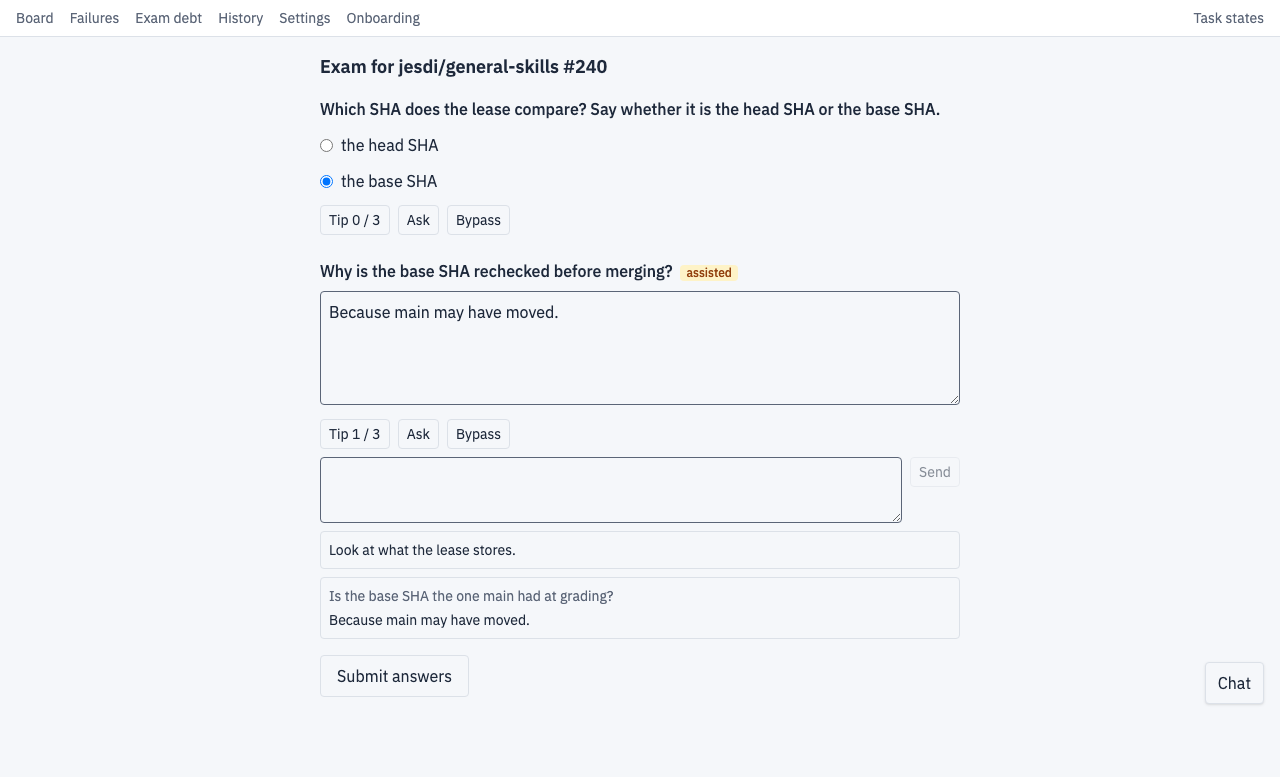 Board Failures Exam debt History Settings Onboarding Task states
Exam for jesdi/general-skills #240
Which SHA does the lease compare? Say whether it is the head SHA or the base SHA.
the head SHA
the base SHA
Tip 0 / 3 Ask Bypass
Why is the base SHA rechecked before merging? assisted
Because main may have moved.
Tip 1 / 3 Ask Bypass
Send
Look at what the lease stores.
Is the base SHA the one main had at grading?
Because main may have moved.
Submit answers
Chat